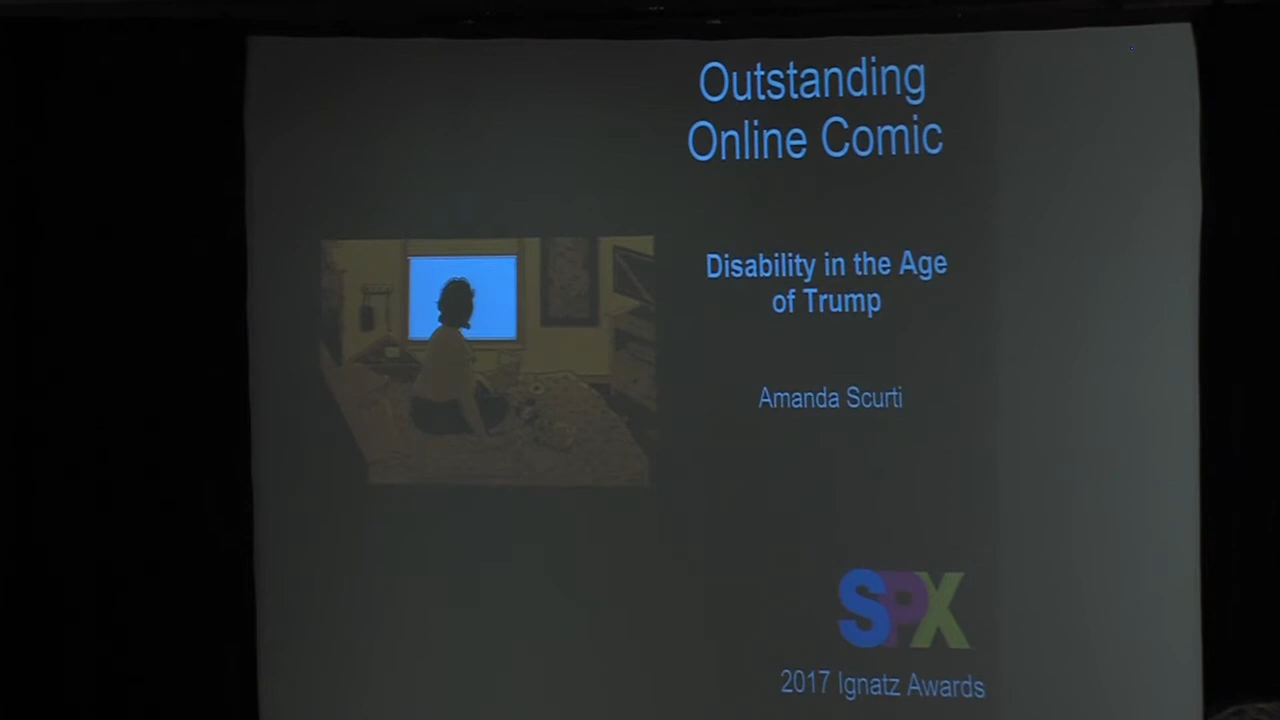 Outstanding
Online Comic
Disability in the Age
of Trump
Amanda Scurti
SPX
2017 Ignatz Awards